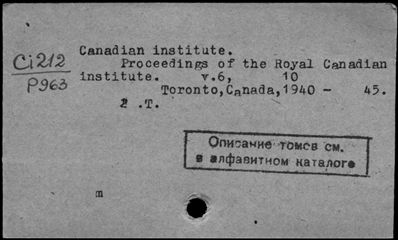 Canadian institute.
Ci212
Proceedings of the Royal Canadian
P963
institute. v.6, 10
Toronto,Canada,1940 - 45.
2 .T.
Описание томов см.
в алфавитном каталоге
m